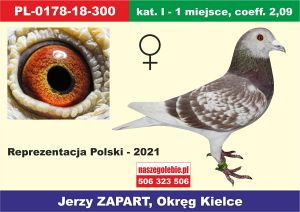 PL-0178-18-300
kat. I - 1 miejsce, coeff. 2,09
Reprezentacja Polski - 2021
naszegolebie.pl
506 323 506
Jerzy ZAPART, Okręg Kielce